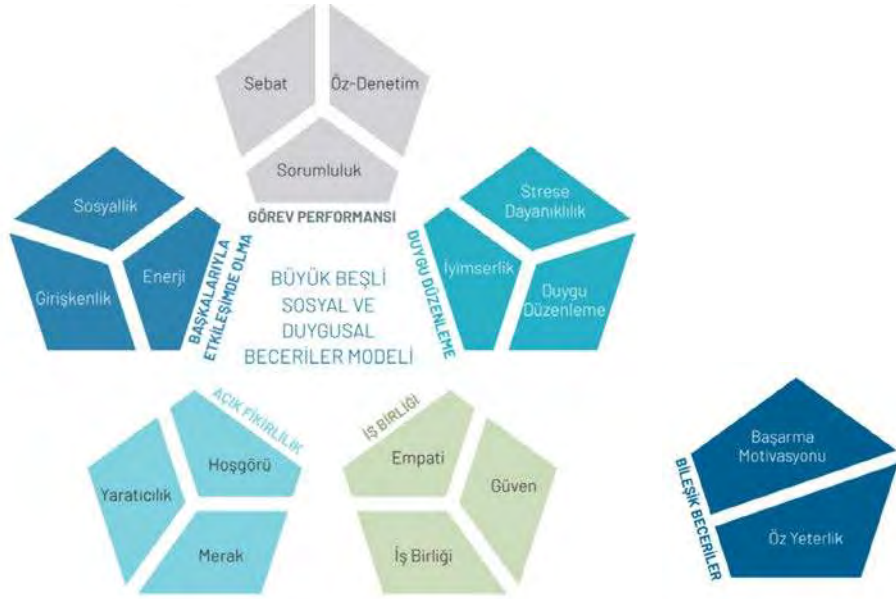 Sebat
Öz-Denetim
Sorumluluk
GÖREV PERFORMANSI
Sosyallik
Girişkenlik
Enerji
BAŞKALARIYLA
ETKİLEŞİMDE OLMA
BÜYÜK BEŞLİ
SOSYAL VE
DUYGUSAL
BECERİLER MODELİ
DUYGU DÜZENLEME
Strese
Dayanıklılık
İyimserlik
Duygu
Düzenleme
AÇIK FİKİRLİLİK
Hoşgörü
Yaratıcılık
Merak
İŞ BİRLİĞİ
Empati
Güven
İş Birliği
BİLEŞİK BECERİLER
Başarma
Motivasyonu
Öz Yeterlik